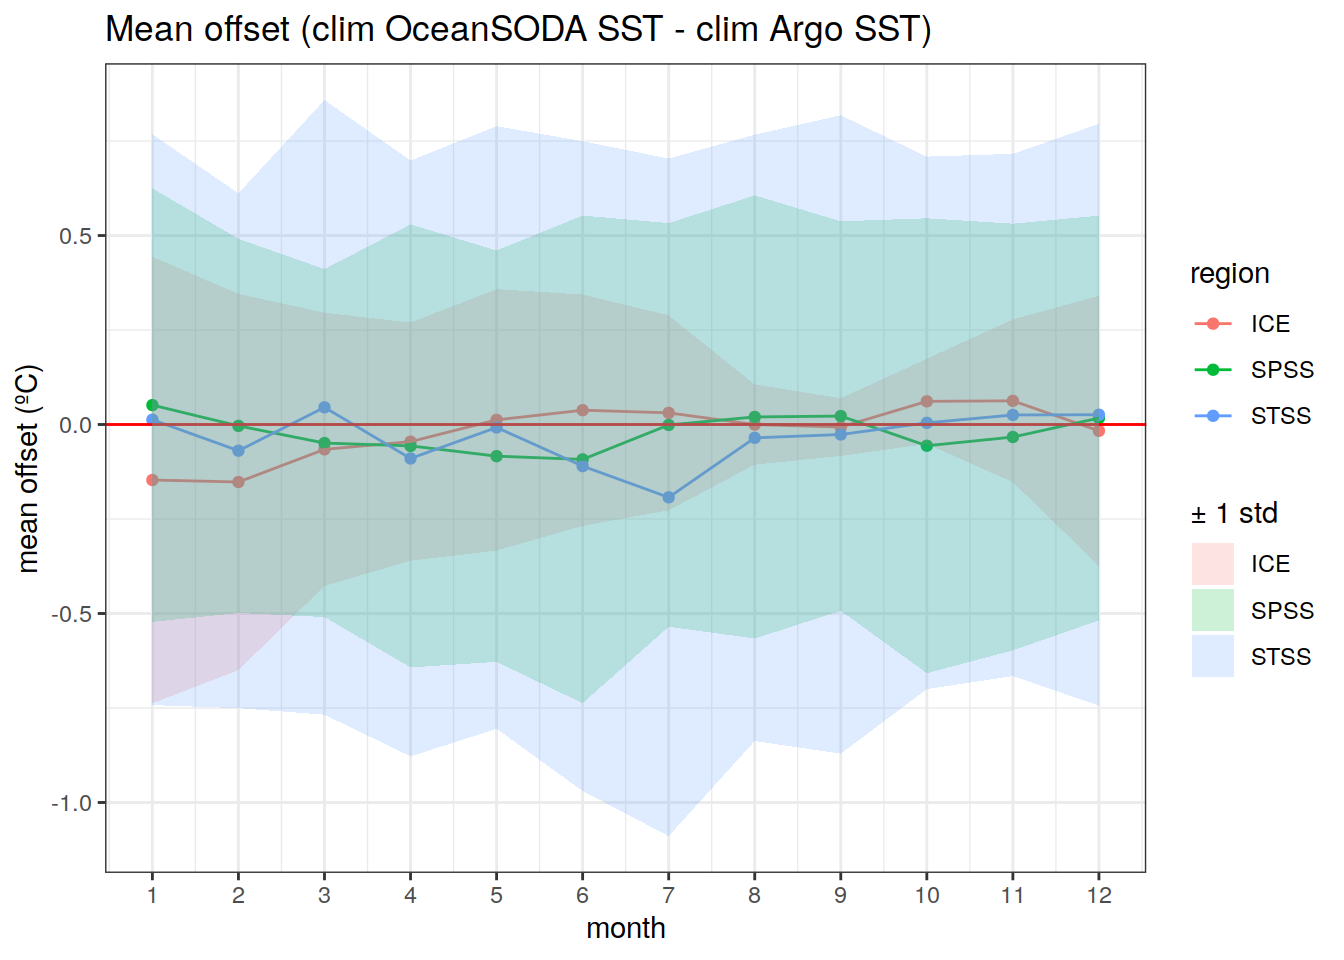 Mean offset (clim OceanSODA SST - clim Argo SST)
mean offset (ºC)
0.5
0.0
-0.5
-1.0
1 2 3 4 5 6 7 8 9 10 11 12
month
region
ICE
SPSS
STSS
± 1 std
ICE
SPSS
STSS